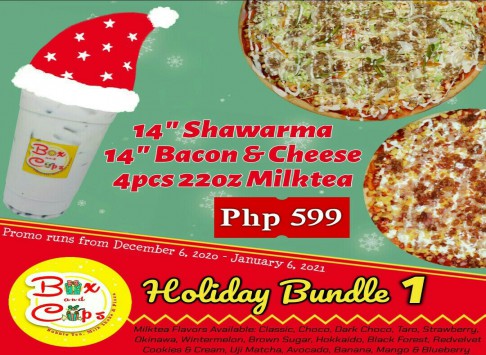 Box
and
Cups
14" Shawarma
14" Bacon & Cheese
4pcs 22oz Milktea
Php 599
Promo runs from December 6, 2020 - January 6, 2021
Box
and
Cups
Holiday Bundle 1
Milktea Flavors Available: Classic, Choco, Dark Choco, Taro, Strawberry,
Okinawa, Wintermelon, Brown Sugar, Hokkaido, Black Forest, Redvelvet
Cookies & Cream, Uji Matcha, Avocado, Banana, Mango & Blueberry